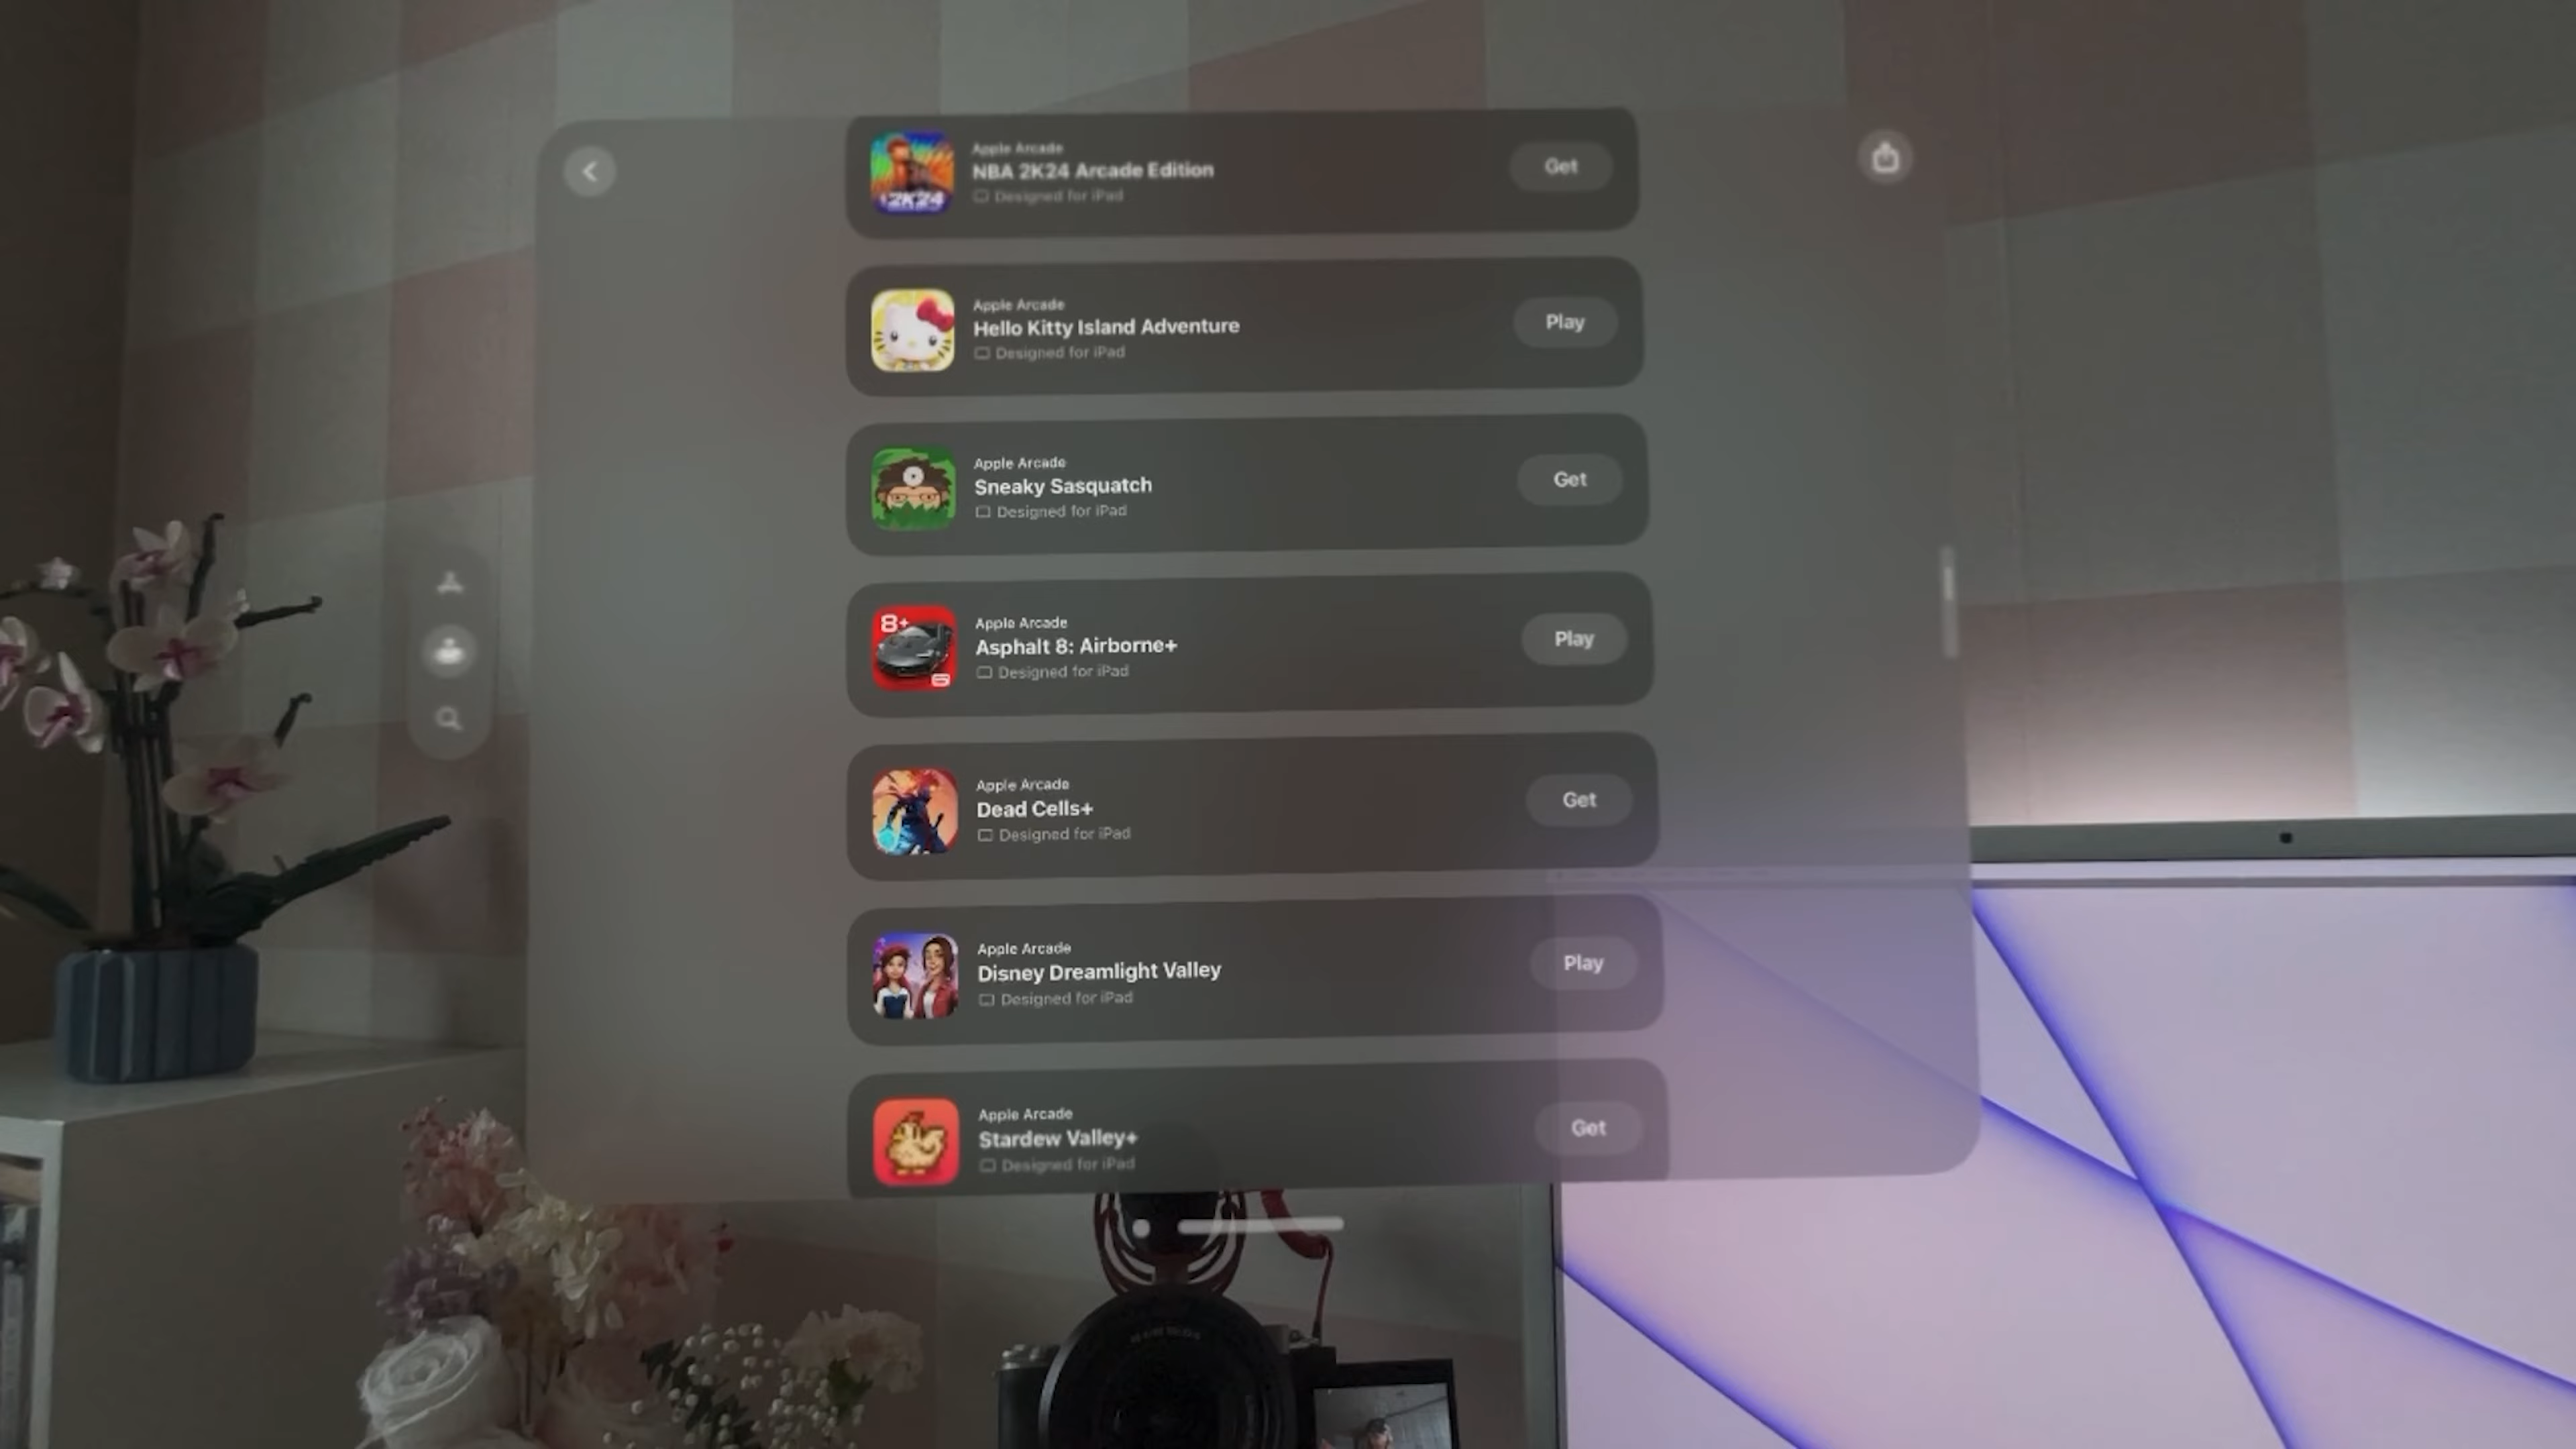 Apple Arcade
NBA 2K24 Arcade Edition
Designed for iPad
Get
2K24
Apple Arcade
Hello Kitty Island Adventure
Designed for iPad
Play
Apple Arcade
Sneaky Sasquatch
Designed for iPad
Get
8+
Apple Arcade
Asphalt 8: Airborne+
Designed for iPad
Play
Apple Arcade
Dead Cells+
Designed for iPad
Get
Apple Arcade
Disney Dreamlight Valley
Designed for iPad
Play
Apple Arcade
Stardew Valley+
Designed for iPad
Get